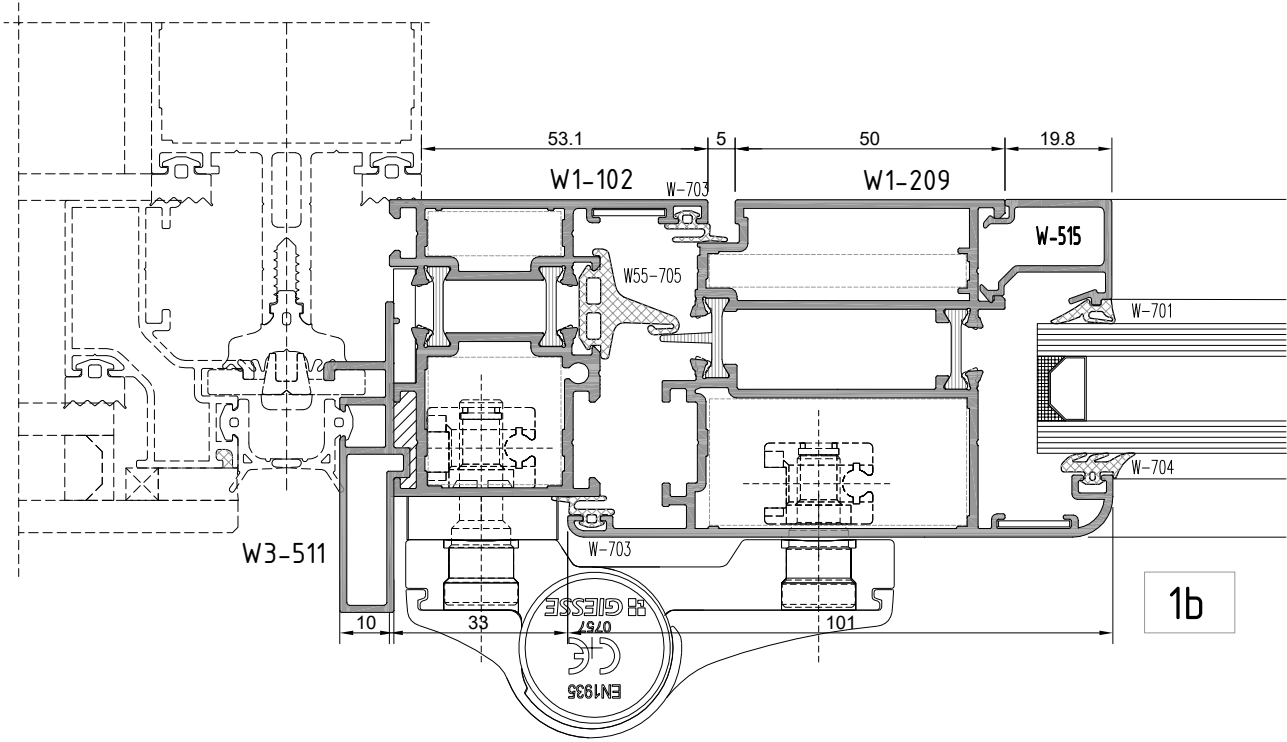 53.1
5
50
19.8
W1-102
W-703
W1-209
W-515
W55-705
W-701
W-704
W-703
W3-511
GIESSE
0757
CE
EN1935
10
33
101
1b